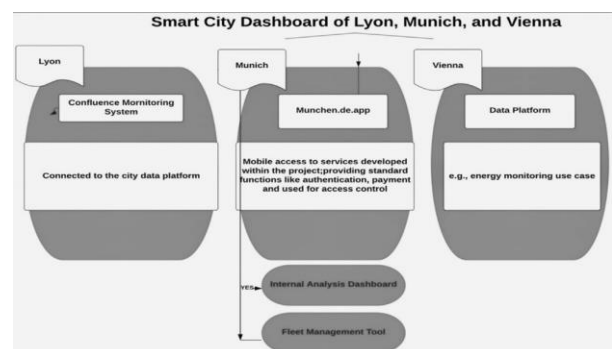 Smart City Dashboard of Lyon, Munich, and Vienna
Lyon
Confluence Mornitoring
System
Connected to the city data platform
Munich
Munchen.de.app
Mobile access to services developed
within the project;providing standard
functions like authentication, payment
and used for access control
YES
Internal Analysis Dashboard
Fleet Management Tool
Vienna
Data Platform
e.g., energy monitoring use case